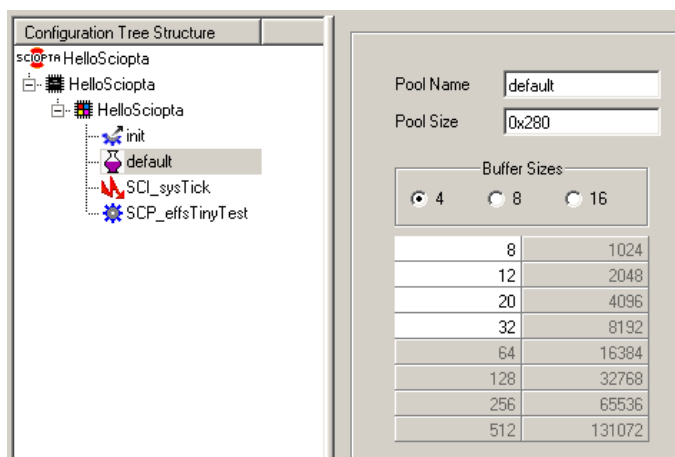 Configuration Tree Structure
SCIOPTA HelloSciopta
HelloSciopta
HelloSciopta
init
default
SCI_sysTick
SCP_effsTinyTest
Pool Name default
Pool Size 0x280
Buffer Sizes
4 8 16
8 1024
12 2048
20 4096
32 8192
64 16384
128 32768
256 65536
512 131072